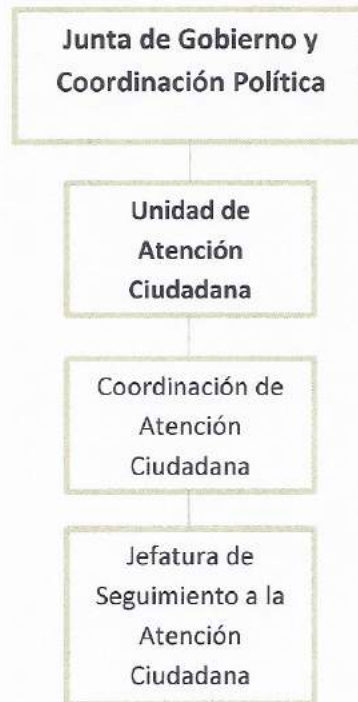 Junta de Gobierno y
Coordinación Política
Unidad de
Atención
Ciudadana
Coordinación de
Atención
Ciudadana
Jefatura de
Seguimiento a la
Atención
Ciudadana